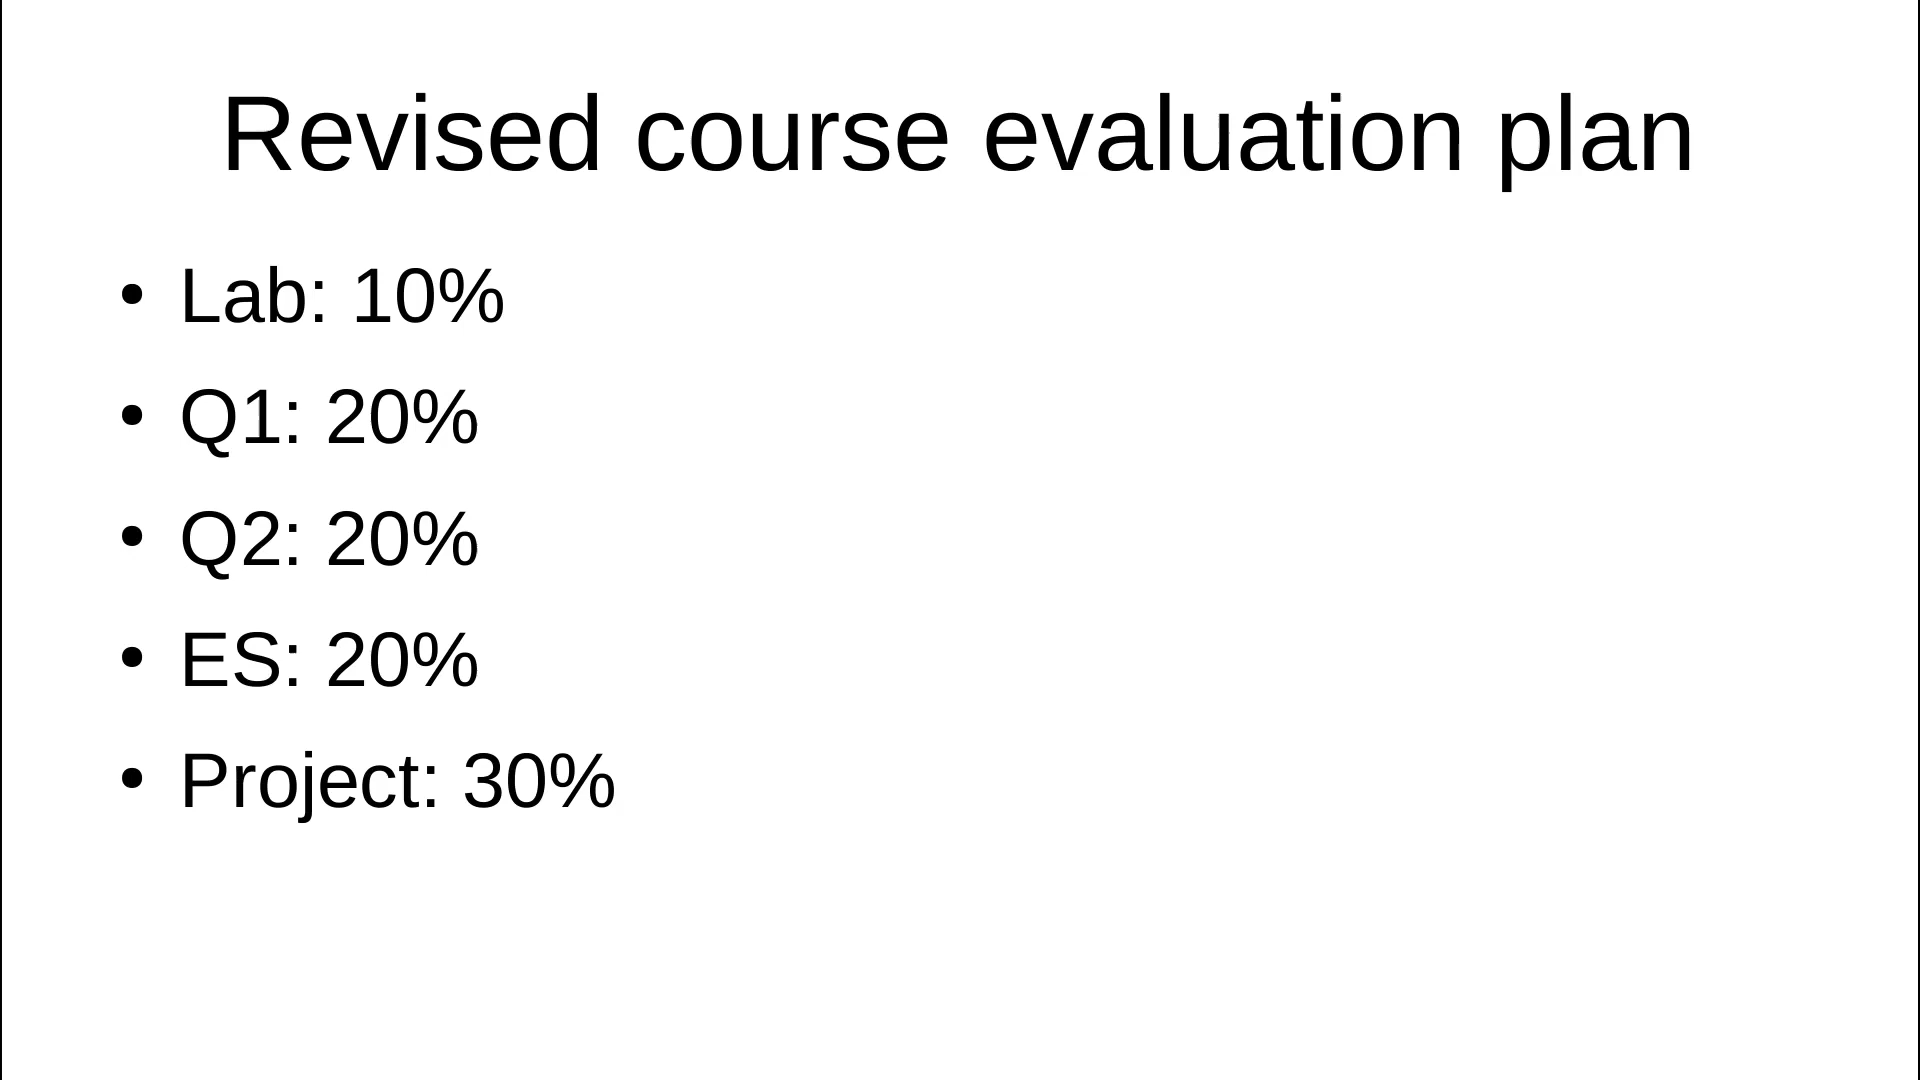 Revised course evaluation plan
• Lab: 10%
• Q1: 20%
• Q2: 20%
• ES: 20%
• Project: 30%